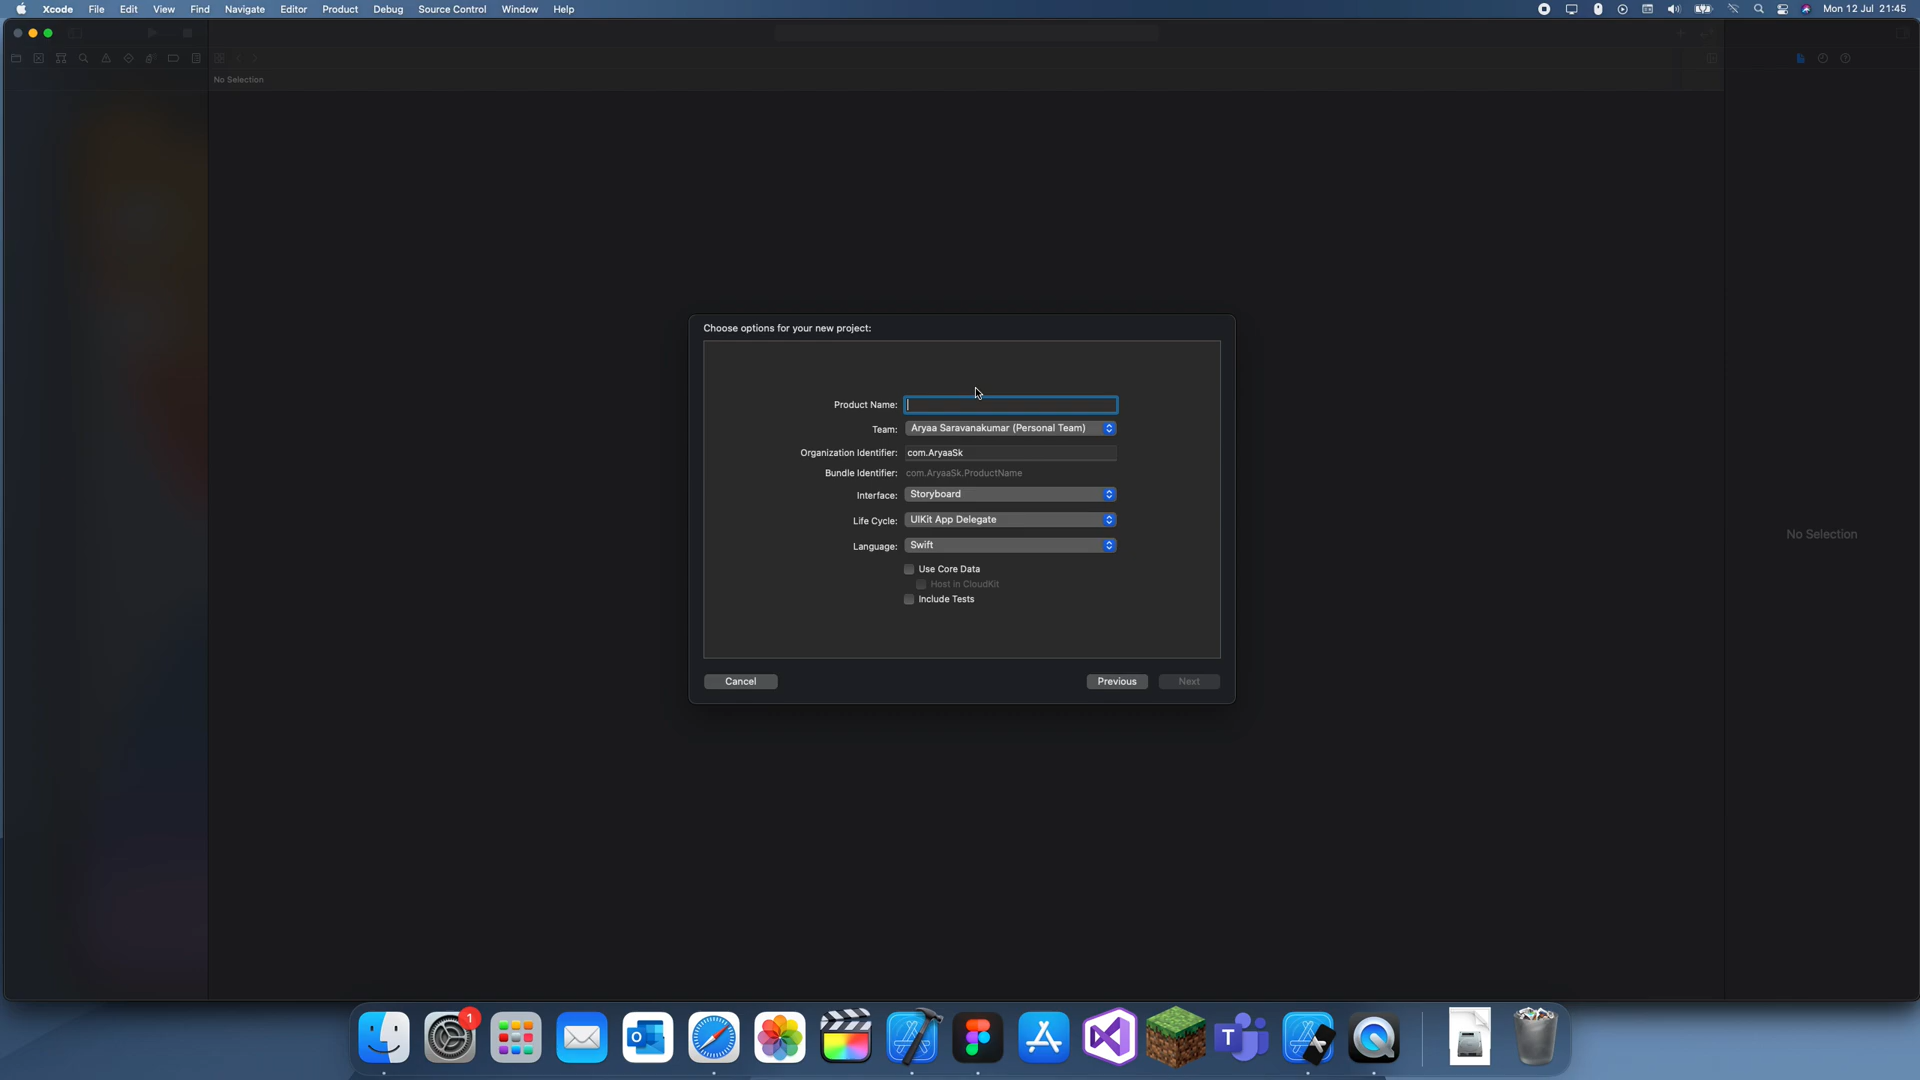 Xcode File Edit View Find Navigate Editor Product Debug Source Control Window Help Mon 12 Jul 21:45
No Selection
Choose options for your new project:
Product Name:
Team: Aryaa Saravanakumar (Personal Team)
Organization Identifier: com.AryaaSk
Bundle Identifier: com.AryaaSk.ProductName
Interface: Storyboard
Life Cycle: UIKit App Delegate
No Selection
Language: Swift
Use Core Data
Host in CloudKit
Include Tests
Cancel Previous Next
1